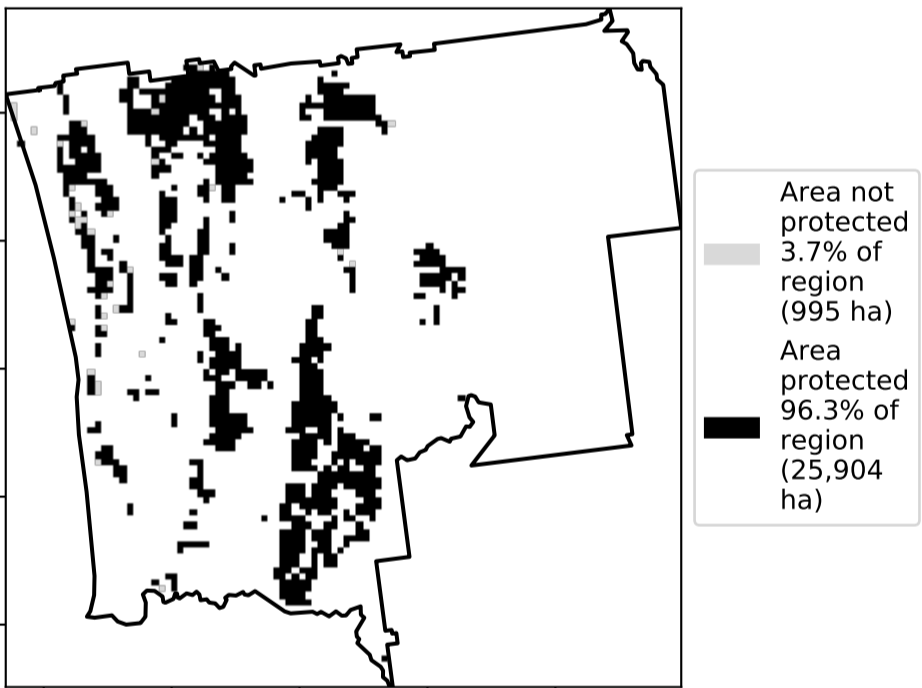 Area not
protected
3.7% of
region
(995 ha)
Area
protected
96.3% of
region
(25,904
ha)